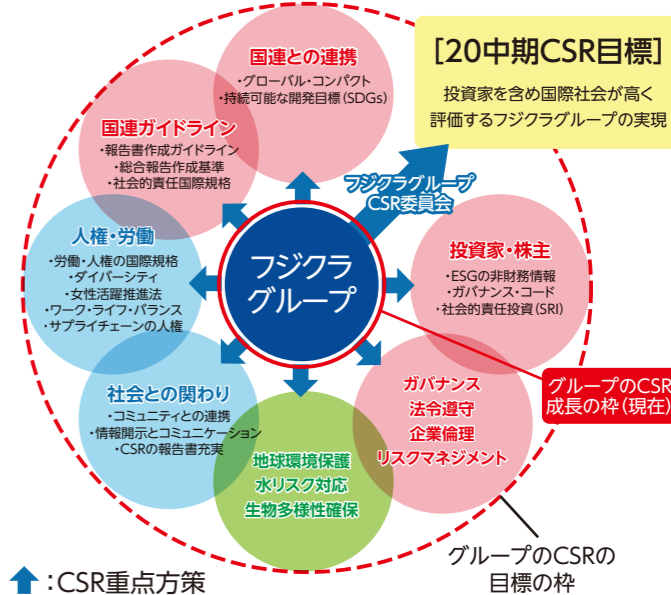 [20中期CSR目標]
投資家を含め国際社会が高く
評価するフジクラグループの実現
国連との連携
・グローバル・コンパクト
・持続可能な開発目標(SDGs)
国連ガイドライン
・報告書作成ガイドライン
・総合報告作成基準
・社会的責任国際規格
フジクラグループ
CSR委員会
人権・労働
・労働・人権の国際規格
・ダイバーシティ
・女性活躍推進法
・ワーク・ライフ・バランス
・サプライチェーンの人権
フジクラ
グループ
投資家・株主
・ESGの非財務情報
・ガバナンス・コード
・社会的責任投資(SRI)
社会との関わり
・コミュニティとの連携
・情報開示とコミュニケーション
・CSRの報告書充実
ガバナンス
法令遵守
企業倫理
リスクマネジメント
グループのCSR
成長の枠(現在)
地球環境保護
水リスク対応
生物多様性確保
グループのCSRの
目標の枠
:CSR重点方策